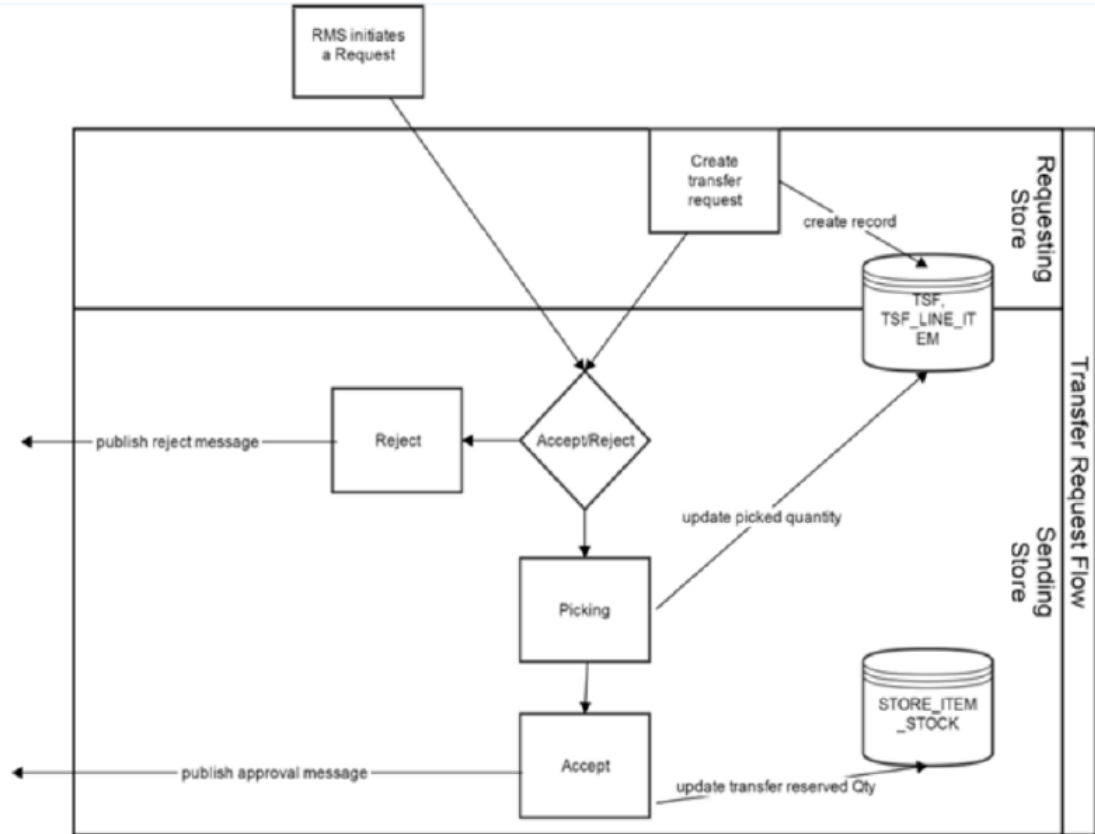 RMS initiates
a Request
Create
transfer
request
Requesting
Store
create record
TSF,
TSF_LINE_IT
EM
Transfer Request Flow
Reject
Accept/Reject
publish reject message
update picked quantity
Sending
Store
Picking
STORE_ITEM
_STOCK
Accept
publish approval message
update transfer reserved Qty